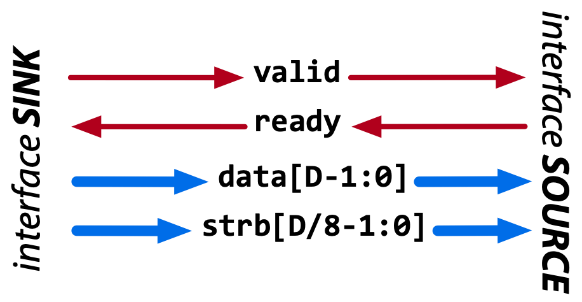 interface SINK
valid
ready
data[D-1:0]
strb[D/8-1:0]
interface SOURCE